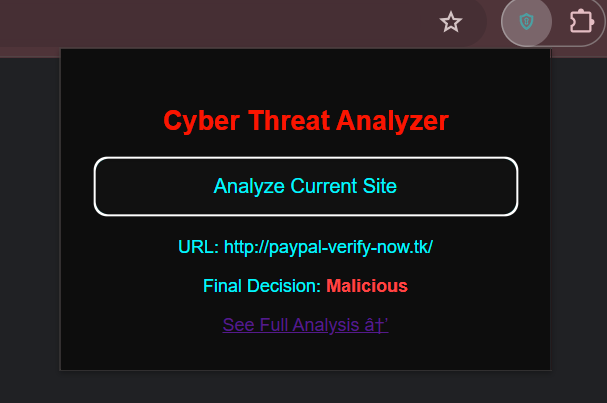 Cyber Threat Analyzer
Analyze Current Site
URL: http://paypal-verify-now.tk/
Final Decision: Malicious
See Full Analysis â†’